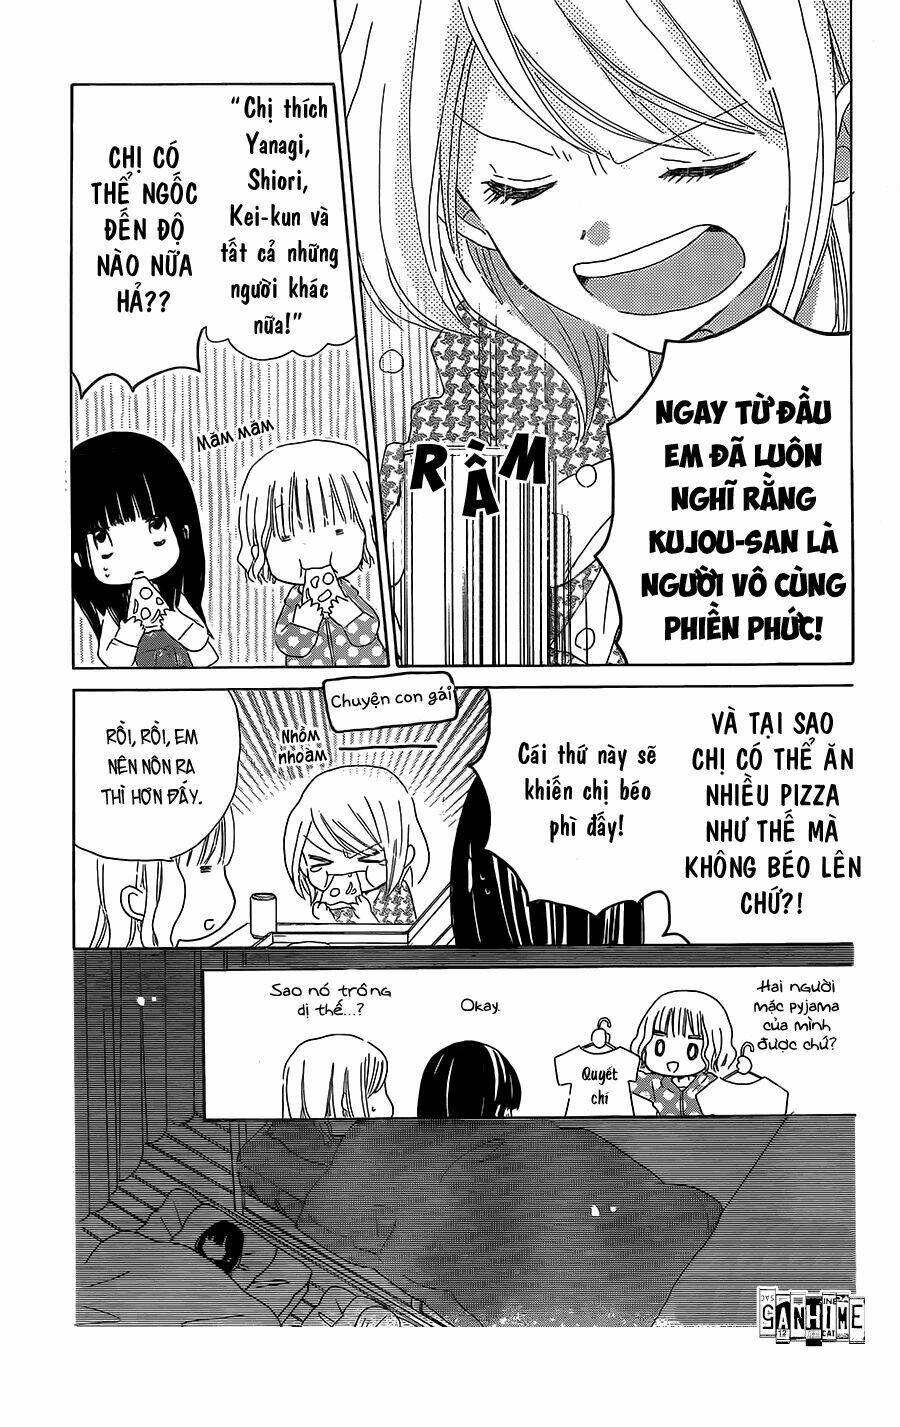 NGAY TỪ ĐẦU
EM ĐÃ LUÔN
NGHĨ RẰNG
KUJOU-SAN LÀ
NGƯỜI VÔ CÙNG
PHIỀN PHỨC!
RẦM
“Chị thích
Yanagi,
Shiori,
Kei-kun và
tất cả những
người khác
nữa!”
CHỊ CÓ
THỂ NGỐC
ĐẾN ĐỘ
NÀO NỮA
HẢ??
Măm măm
VÀ TẠI SAO
CHỊ CÓ THỂ ĂN
NHIỀU PIZZA
NHƯ THẾ MÀ
KHÔNG BÉO LÊN
CHỨ?!
Cái thứ này sẽ
khiến chị béo
phì đấy!
Chuyện con gái
Nhồm
nhoàm
RỒI, RỒI, EM
NÊN NÔN RA
THÌ HƠN ĐẤY.
Hai người
mặc pyjama
của mình
được chứ?
Quyết
chí
Okay.
Sao nó trông
dị thế...?
SANHIME